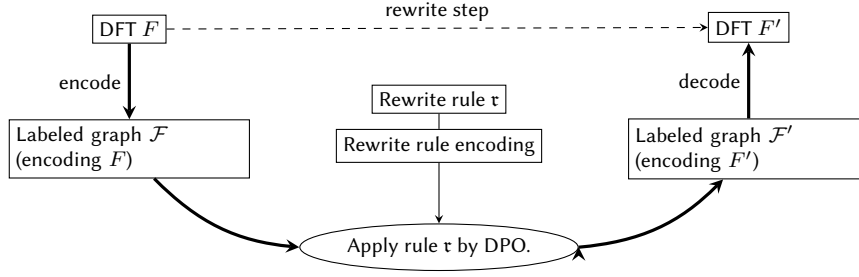 rewrite step
DFT F
DFT F′
encode
decode
Rewrite rule 𝔯
Labeled graph ℱ
(encoding F)
Rewrite rule encoding
Labeled graph ℱ′
(encoding F′)
Apply rule 𝔯 by DPO.